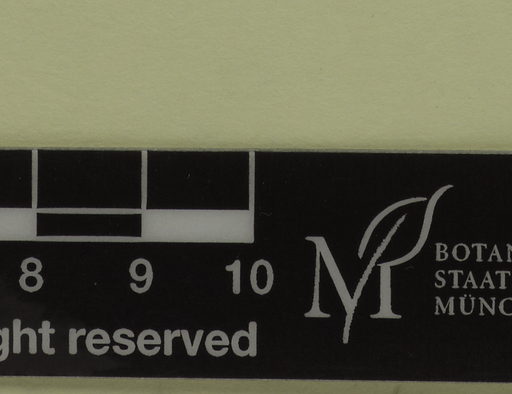 8 9 10
ght reserved
M
BOTAN
STAAT
MÜNC